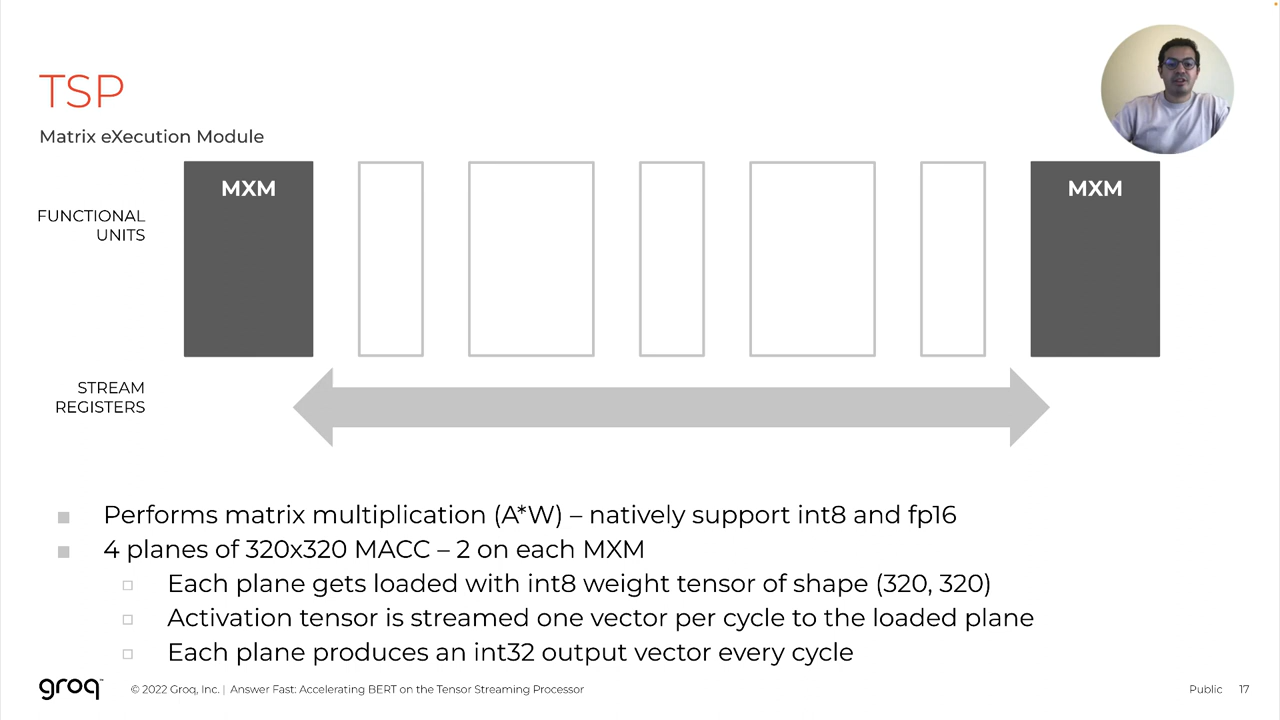 TSP
Matrix eXecution Module
MXM
MXM
FUNCTIONAL
UNITS
STREAM
REGISTERS
Performs matrix multiplication (A*W) – natively support int8 and fp16
4 planes of 320x320 MACC – 2 on each MXM
Each plane gets loaded with int8 weight tensor of shape (320, 320)
Activation tensor is streamed one vector per cycle to the loaded plane
Each plane produces an int32 output vector every cycle
groq™ © 2022 Groq, Inc. | Answer Fast: Accelerating BERT on the Tensor Streaming Processor Public 17